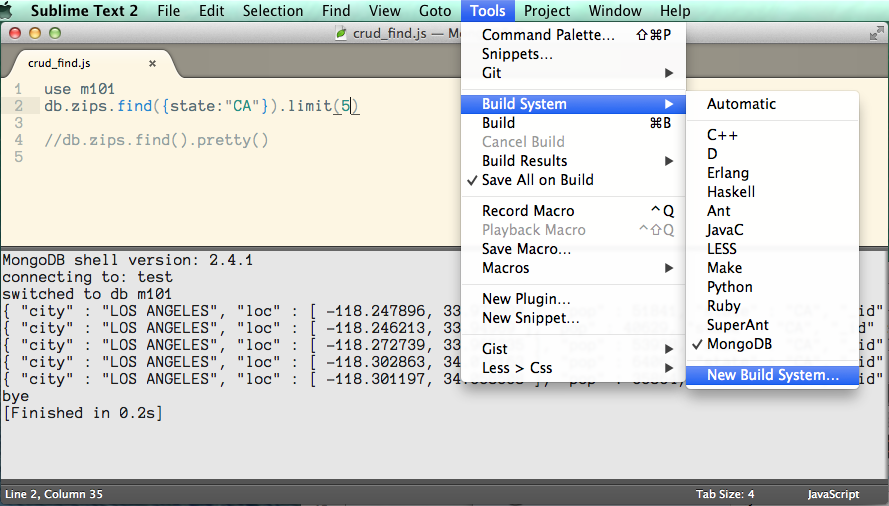 Sublime Text 2 File Edit Selection Find View Goto Tools Project Window Help
crud_find.js — Mo
crud_find.js ×
1 use m101
2 db.zips.find({state:"CA"}).limit(5)
3
4 //db.zips.find().pretty()
5
Command Palette... ⇧⌘P
Snippets...
Git ▶
Build System ▶
Build ⌘B
Cancel Build
Build Results ▶
✓ Save All on Build
Record Macro ^Q
Playback Macro ^⇧Q
Save Macro...
Macros ▶
New Plugin...
New Snippet...
Gist ▶
Less > Css ▶
Automatic
C++
D
Erlang
Haskell
Ant
JavaC
LESS
Make
Python
Ruby
SuperAnt
✓ MongoDB
New Build System...
MongoDB shell version: 2.4.1
connecting to: test
switched to db m101
{ "city" : "LOS ANGELES", "loc" : [ -118.247896, 33
{ "city" : "LOS ANGELES", "loc" : [ -118.246213, 33
{ "city" : "LOS ANGELES", "loc" : [ -118.272739, 33
{ "city" : "LOS ANGELES", "loc" : [ -118.302863, 34
{ "city" : "LOS ANGELES", "loc" : [ -118.301197, 34
bye
[Finished in 0.2s]
Line 2, Column 35 Tab Size: 4 JavaScript